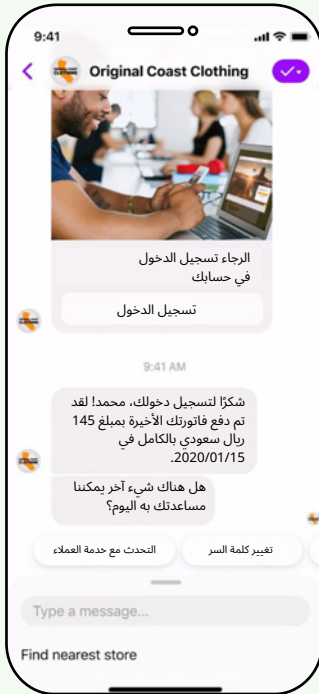 9:41
Original Coast Clothing
الرجاء تسجيل الدخول
في حسابك
تسجيل الدخول
9:41 AM
شكرًا لتسجيل دخولك، محمد! لقد
تم دفع فاتورتك الأخيرة بمبلغ 145
ريال سعودي بالكامل في
2020/01/15.
هل هناك شيء آخر يمكننا
مساعدتك به اليوم؟
تغيير كلمة السر
التحدث مع خدمة العملاء
Type a message...
Find nearest store